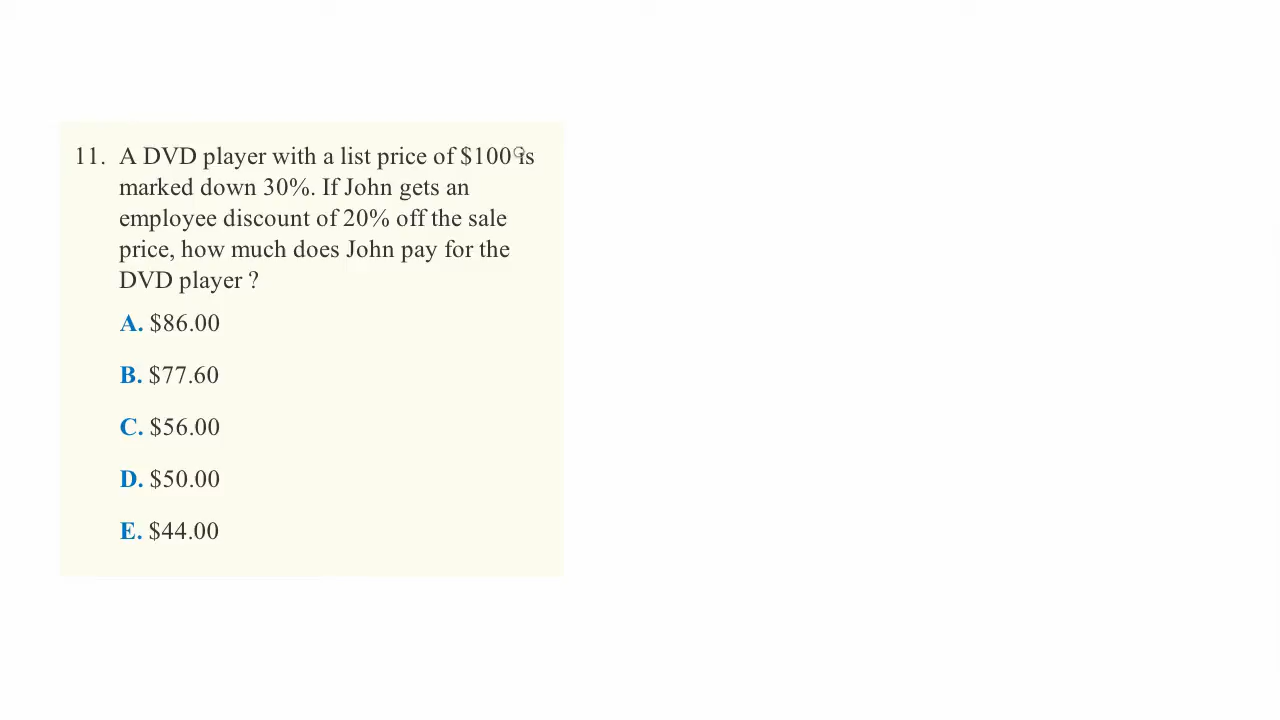 11. A DVD player with a list price of $100 is
marked down 30%. If John gets an
employee discount of 20% off the sale
price, how much does John pay for the
DVD player ?
A. $86.00
B. $77.60
C. $56.00
D. $50.00
E. $44.00